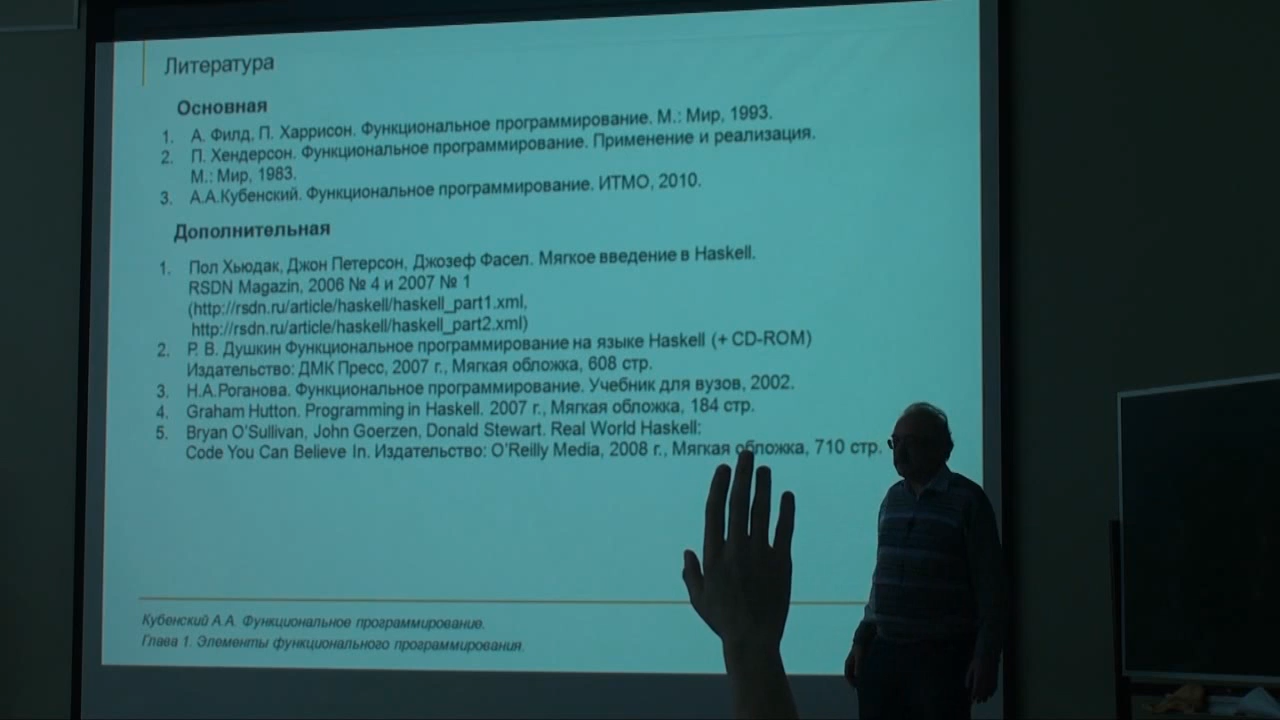 Литература
Основная
1. А. Филд, П. Харрисон. Функциональное программирование. М.: Мир, 1993.
2. П. Хендерсон. Функциональное программирование. Применение и реализация.
М.: Мир, 1983.
3. А.А.Кубенский. Функциональное программирование. ИТМО, 2010.
Дополнительная
1. Пол Хьюдак, Джон Петерсон, Джозеф Фасел. Мягкое введение в Haskell.
RSDN Magazin, 2006 № 4 и 2007 № 1
(http://rsdn.ru/article/haskell/haskell_part1.xml,
http://rsdn.ru/article/haskell/haskell_part2.xml)
2. Р. В. Душкин Функциональное программирование на языке Haskell (+ CD-ROM)
Издательство: ДМК Пресс, 2007 г., Мягкая обложка, 608 стр.
3. Н.А.Роганова. Функциональное программирование. Учебник для вузов, 2002.
4. Graham Hutton. Programming in Haskell. 2007 г., Мягкая обложка, 184 стр.
5. Bryan O'Sullivan, John Goerzen, Donald Stewart. Real World Haskell:
Code You Can Believe In. Издательство: O'Reilly Media, 2008 г., Мягкая обложка, 710 стр.
Кубенский А.А. Функциональное программирование.
Глава 1. Элементы функционального программирования.